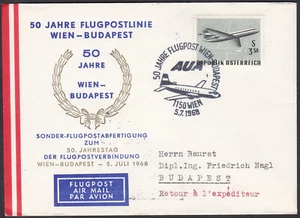 50 JAHRE FLUGPOSTLINIE
WIEN-BUDAPEST
50
JAHRE
WIEN-
BUDAPEST
SONDER-FLUGPOSTABFERTIGUNG
ZUM
50. JAHRESTAG
DER FLUGPOSTVERBINDUNG
WIEN-BUDAPEST - 5. JULI 1968
FLUGPOST
AIR MAIL
PAR AVION
S
3.50
REPUBLIK ÖSTERREICH
50 JAHRE FLUGPOST WIEN-BUDAPEST
AUA
1150 WIEN
5.7.1968
Herrn Baurat
Dipl.Ing. Friedrich Nagl
BUDAPEST
Retour à l'expéditeur